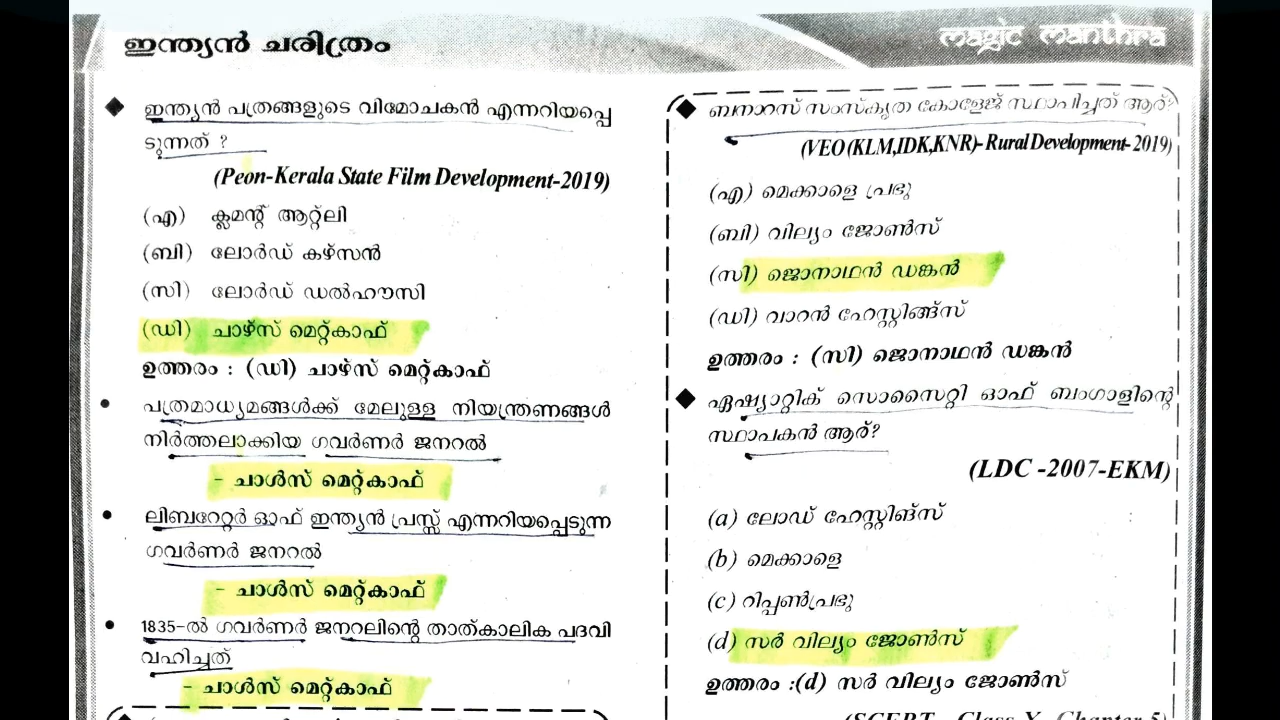 ഇന്ത്യൻ ചരിത്രം
magic manthra
ഇന്ത്യൻ പത്രങ്ങളുടെ വിമോചകൻ എന്നറിയപ്പെ
ടുന്നത് ?
(Peon-Kerala State Film Development-2019)
(എ) ക്ലമന്റ് ആറ്റ്ലി
(ബി) ലോർഡ് കഴ്സൻ
(സി) ലോർഡ് ഡൽഹൗസി
(ഡി) ചാഴ്സ് മെറ്റ്കാഫ്
ഉത്തരം : (ഡി) ചാഴ്സ് മെറ്റ്കാഫ്
• പത്രമാധ്യമങ്ങൾക്ക് മേലുള്ള നിയന്ത്രണങ്ങൾ
നിർത്തലാക്കിയ ഗവർണർ ജനറൽ
- ചാൾസ് മെറ്റ്കാഫ്
• ലിബറേറ്റർ ഓഫ് ഇന്ത്യൻ പ്രസ്സ് എന്നറിയപ്പെടുന്ന
ഗവർണർ ജനറൽ
- ചാൾസ് മെറ്റ്കാഫ്
• 1835-ൽ ഗവർണർ ജനറലിന്റെ താത്കാലിക പദവി
വഹിച്ചത്
- ചാൾസ് മെറ്റ്കാഫ്
ബനാറസ് സംസ്കൃത കോളേജ് സ്ഥാപിച്ചത് ആര്?
(VEO (KLM,IDK,KNR)- Rural Development- 2019)
(എ) മെക്കാളെ പ്രഭു
(ബി) വില്യം ജോൺസ്
(സി) ജൊനാഥൻ ഡങ്കൻ
(ഡി) വാറൻ ഹേസ്റ്റിങ്ങ്സ്
ഉത്തരം : (സി) ജൊനാഥൻ ഡങ്കൻ
ഏഷ്യാറ്റിക് സൊസൈറ്റി ഓഫ് ബംഗാളിന്റെ
സ്ഥാപകൻ ആര്?
(LDC -2007-EKM)
(a) ലോഡ് ഹേസ്റ്റിങ്സ്
(b) മെക്കാളെ
(c) റിപ്പൺപ്രഭു
(d) സർ വില്യം ജോൺസ്
ഉത്തരം :(d) സർ വില്യം ജോൺസ്
(SCERT - Class X, Chapter 5)